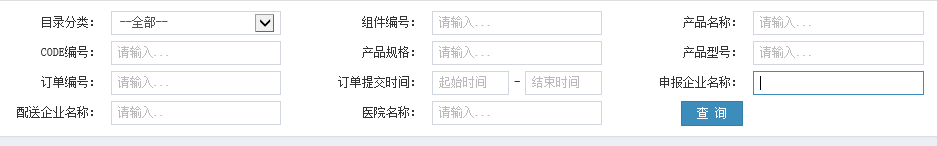 目录分类： --全部-- 组件编号： 请输入... 产品名称： 请输入...
CODE编号： 请输入... 产品规格： 请输入... 产品型号： 请输入...
订单编号： 请输入... 订单提交时间： 起始时间 - 结束时间 申报企业名称：
配送企业名称： 请输入.. 医院名称： 请输入... 查 询